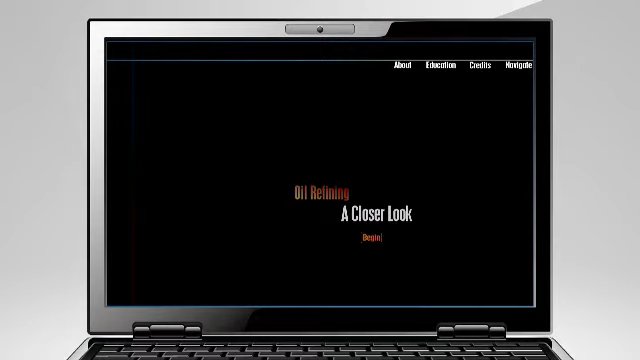 About Education Credits Navigate
Oil Refining
A Closer Look
[Begin]